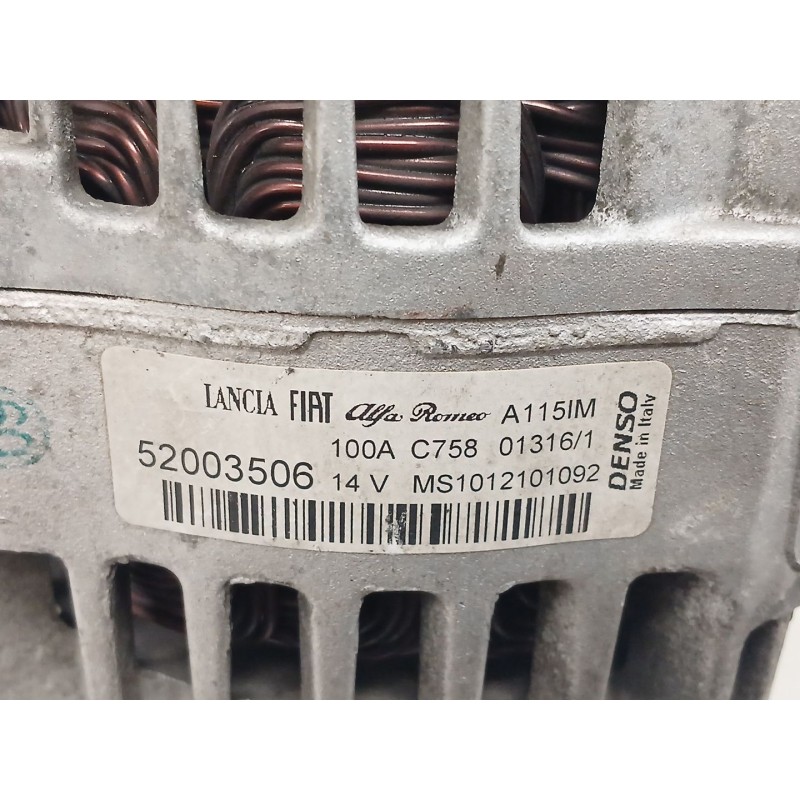 LANCIA FIAT Alfa Romeo A115IM
100A C758 01316/1
52003506 14 V MS1012101092
DENSO
Made in Italy